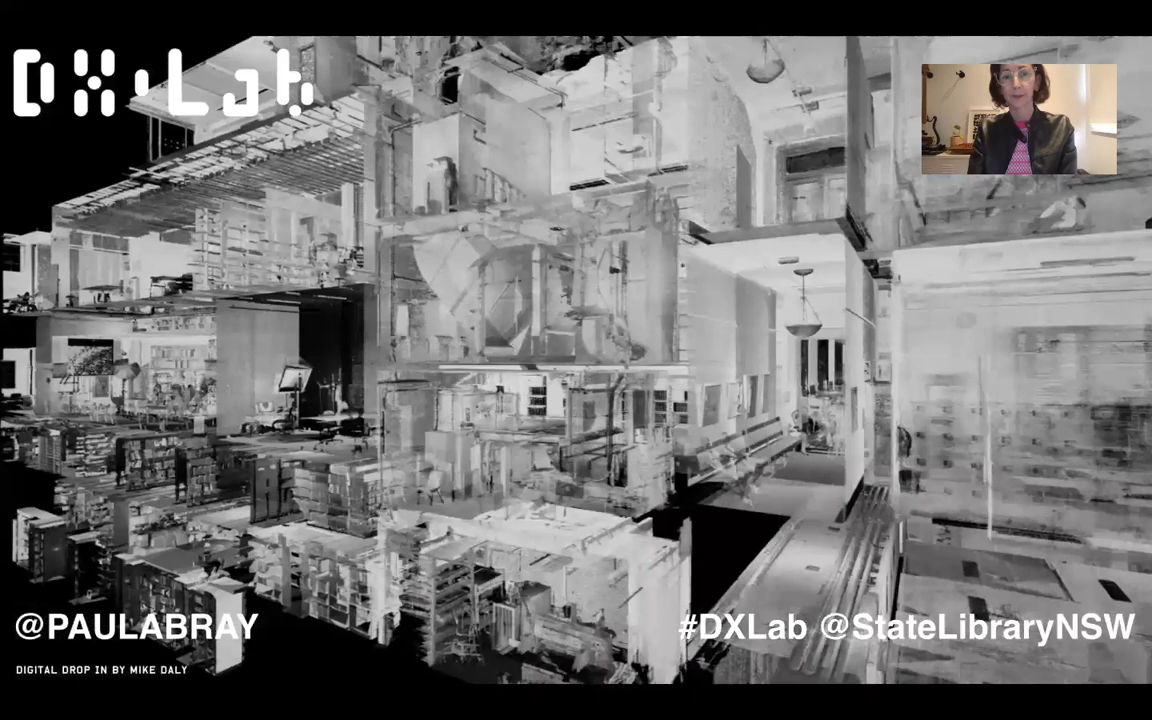 DX Lab
@PAULABRAY
#DXLab @StateLibraryNSW
DIGITAL DROP IN BY MIKE DALY